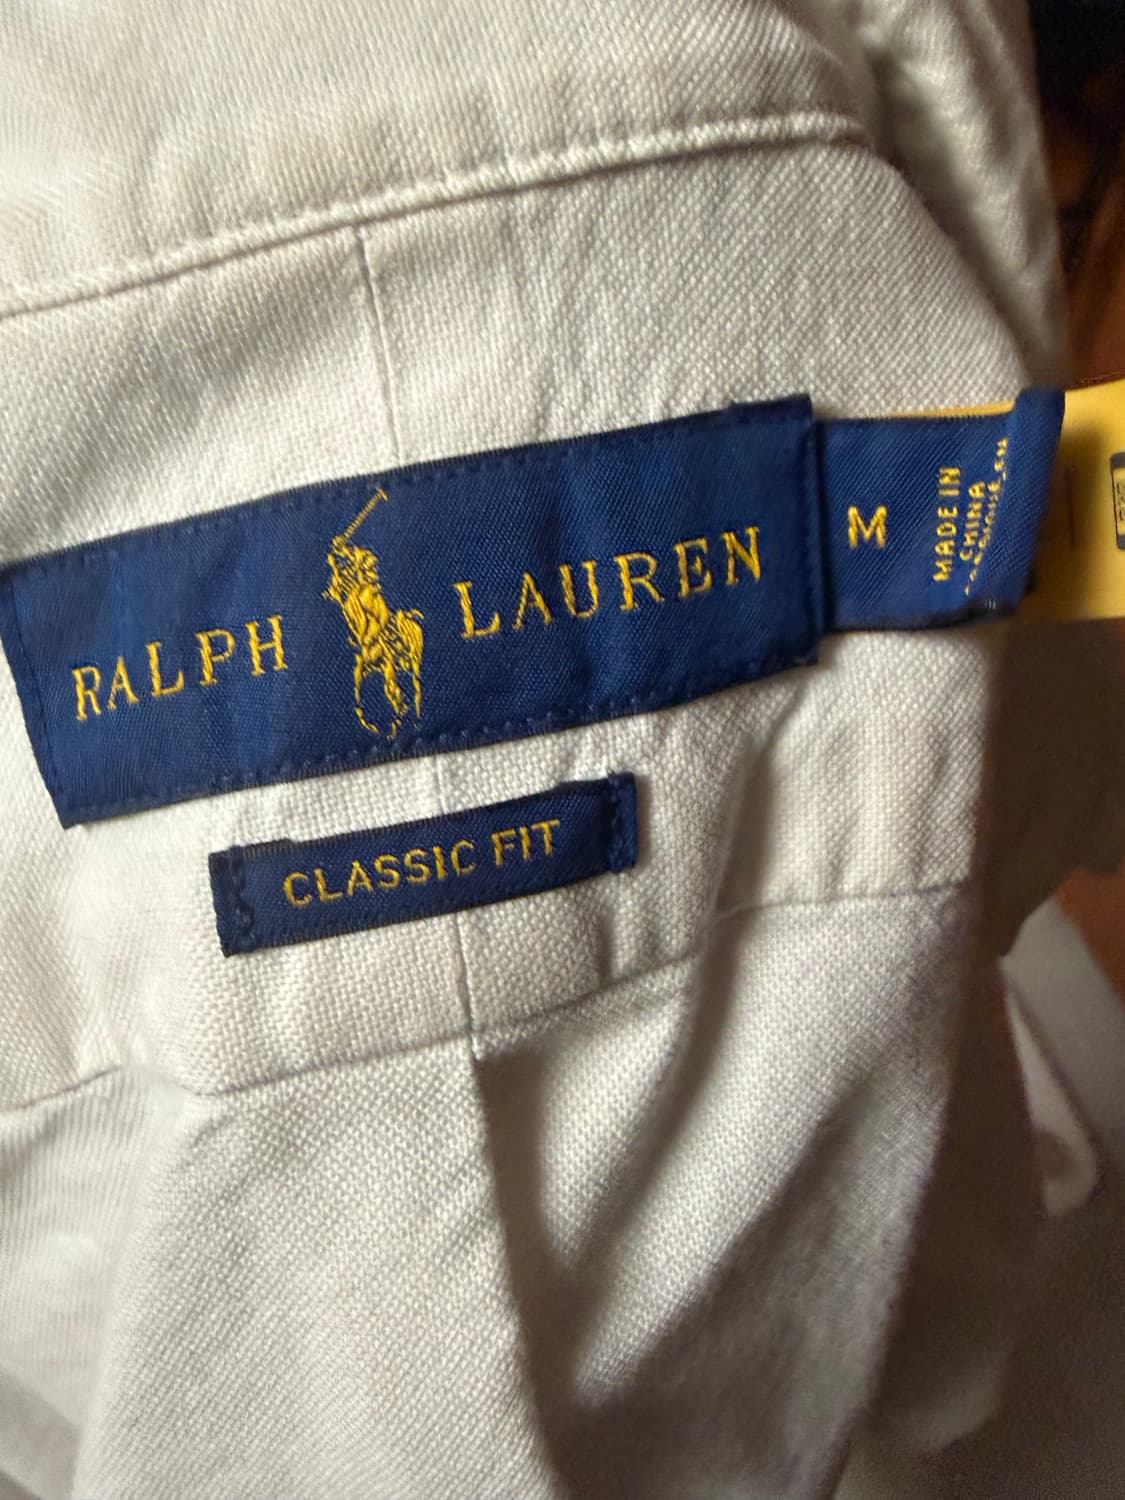 RALPH LAUREN
M
MADE IN
CHINA
CLASSIC FIT